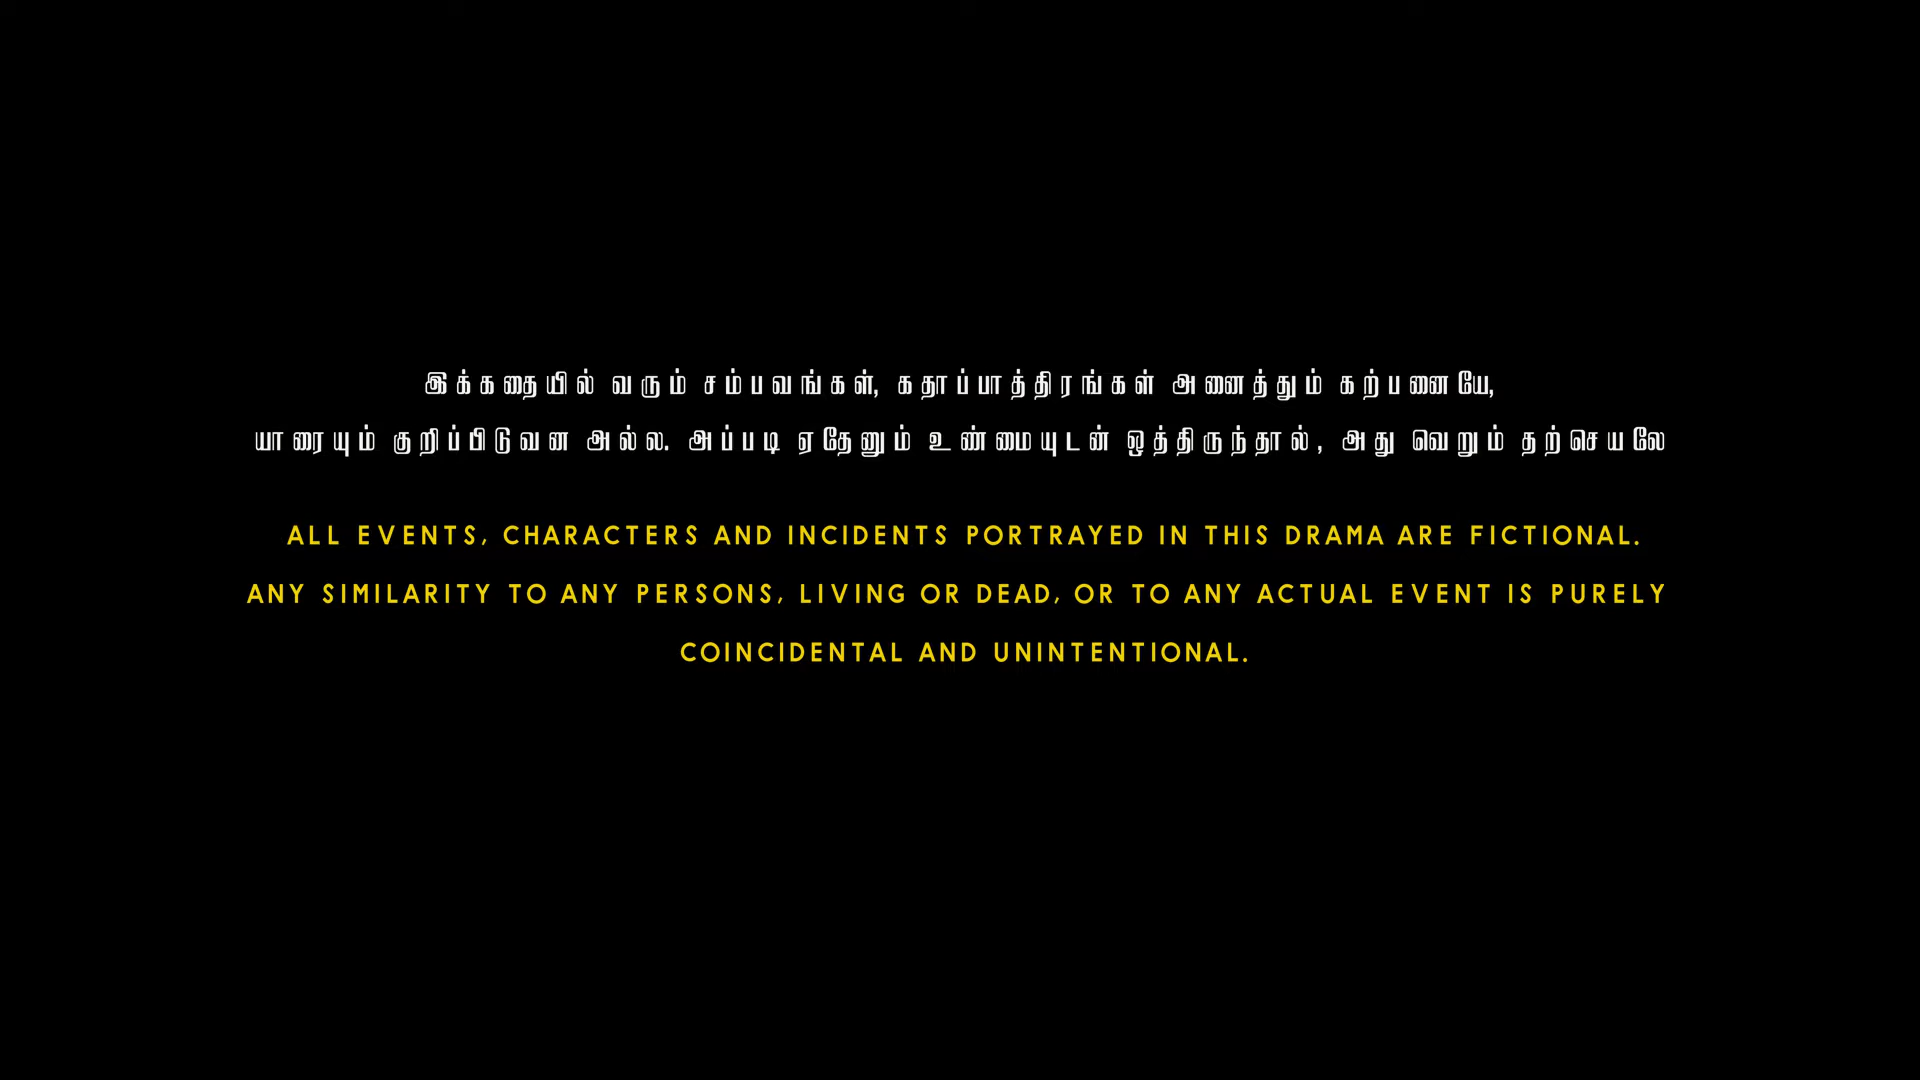 இக்கதையில் வரும் சம்பவங்கள், கதாப்பாத்திரங்கள் அனைத்தும் கற்பனையே,
யாரையும் குறிப்பிடுவன அல்ல. அப்படி ஏதேனும் உண்மையுடன் ஒத்திருந்தால், அது வெறும் தற்செயலே
ALL EVENTS, CHARACTERS AND INCIDENTS PORTRAYED IN THIS DRAMA ARE FICTIONAL.
ANY SIMILARITY TO ANY PERSONS, LIVING OR DEAD, OR TO ANY ACTUAL EVENT IS PURELY
COINCIDENTAL AND UNINTENTIONAL.